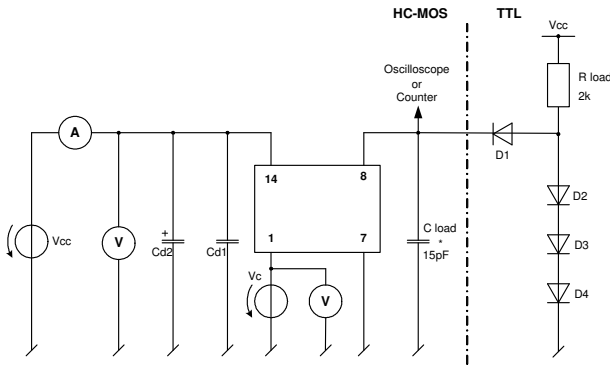 HC-MOS TTL
Vcc
Oscilloscope
or
Counter
R load
2k
A
D1
14 8
D2
1 7
Vcc
V
+
Cd2
Cd1
C load
*
15pF
D3
Vc
V
D4